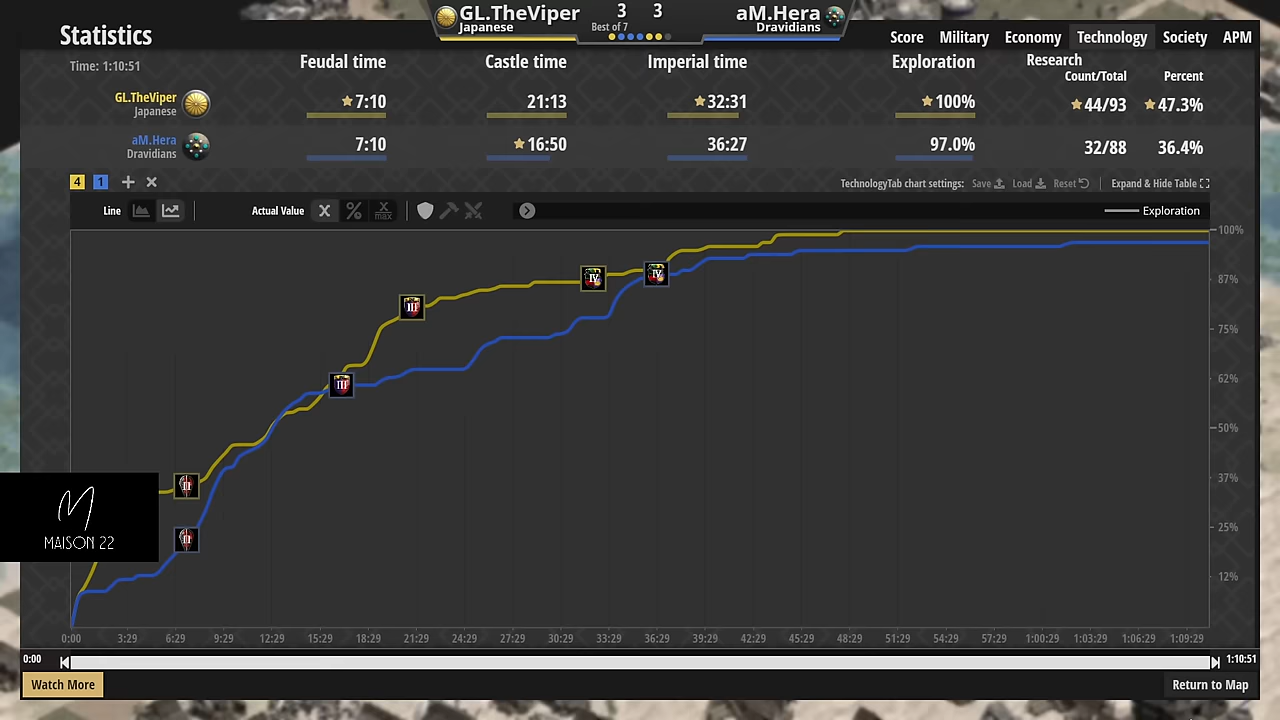 GL.TheViper 3 3 aM.Hera
Japanese Best of 7 Dravidians
Statistics
Score Military Economy Technology Society APM
Time: 1:10:51
Feudal time Castle time Imperial time Exploration Research
Count/Total Percent
GL.TheViper 7:10 21:13 32:31 100% 44/93 47.3%
Japanese
aM.Hera 7:10 16:50 36:27 97.0% 32/88 36.4%
Dravidians
4 1 TechnologyTab chart settings: Save Load Reset Expand & Hide Table
Line Actual Value X % X max Exploration
100%
87%
75%
62%
50%
37%
25%
12%
III
III
IV
IV
II
II
M
MAISON 22
0:00 3:29 6:29 9:29 12:29 15:29 18:29 21:29 24:29 27:29 30:29 33:29 36:29 39:29 42:29 45:29 48:29 51:29 54:29 57:29 1:00:29 1:03:29 1:06:29 1:09:29
0:00 1:10:51
Watch More Return to Map